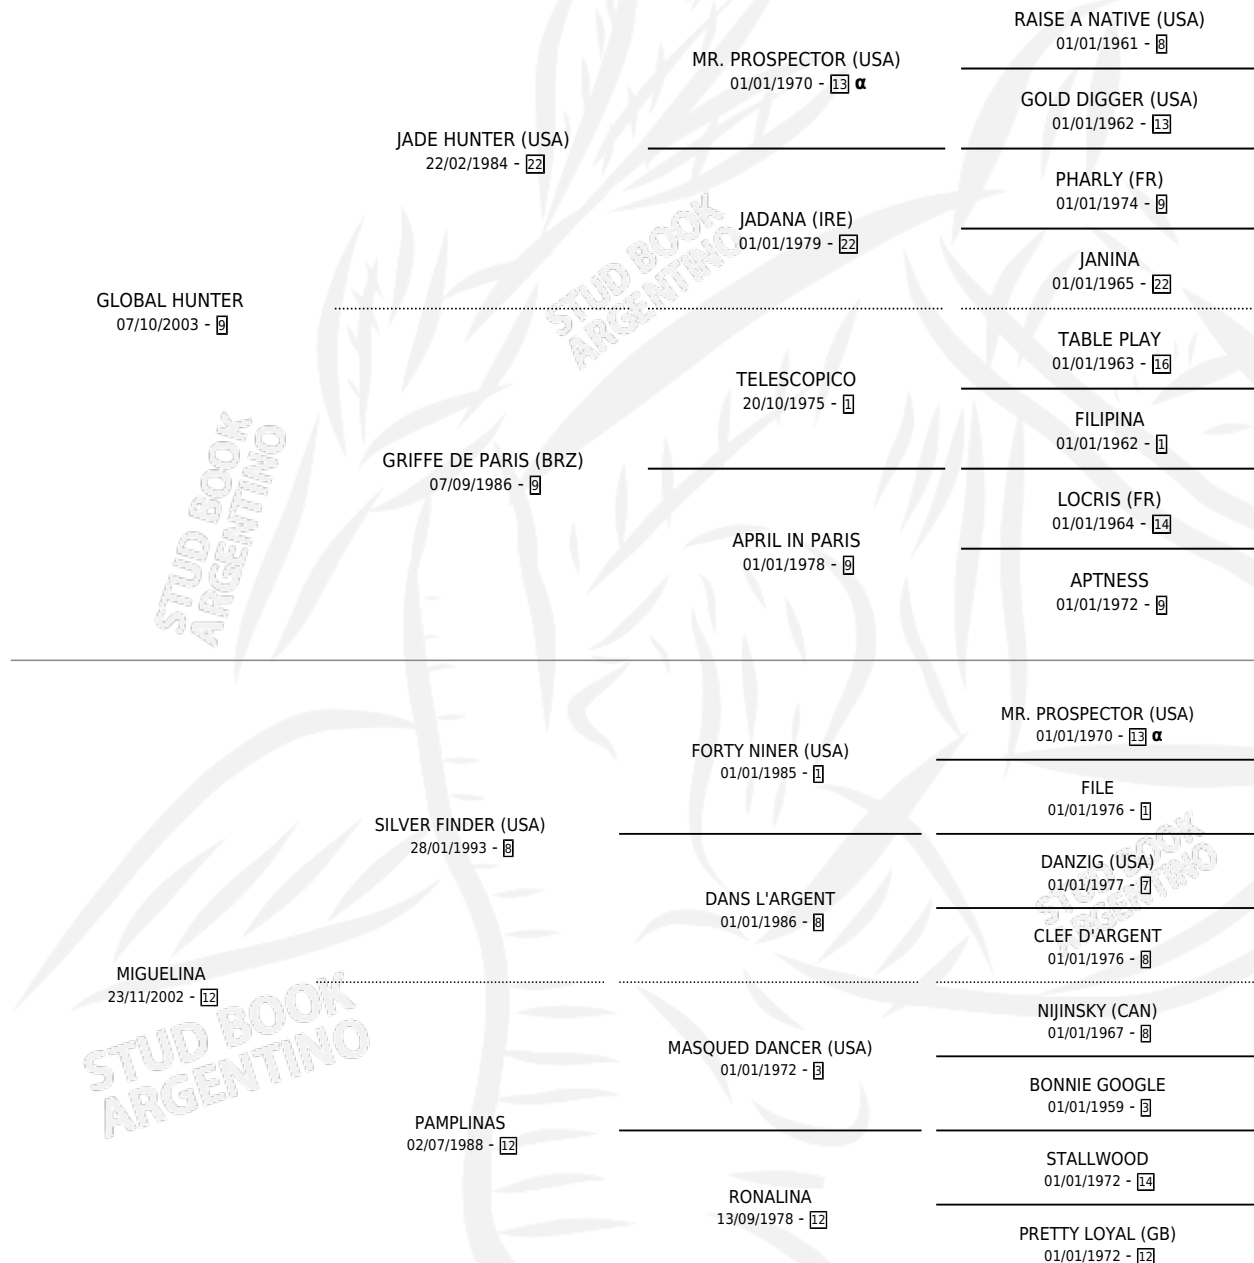 RAISE A NATIVE (USA)
01/01/1961 - 8
MR. PROSPECTOR (USA)
01/01/1970 - 13 α
GOLD DIGGER (USA)
01/01/1962 - 13
JADE HUNTER (USA)
22/02/1984 - 22
PHARLY (FR)
01/01/1974 - 9
JADANA (IRE)
01/01/1979 - 22
JANINA
01/01/1965 - 22
GLOBAL HUNTER
07/10/2003 - 9
TABLE PLAY
01/01/1963 - 16
TELESCOPICO
20/10/1975 - 1
FILIPINA
01/01/1962 - 1
GRIFFE DE PARIS (BRZ)
07/09/1986 - 9
LOCRIS (FR)
01/01/1964 - 14
APRIL IN PARIS
01/01/1978 - 9
APTNESS
01/01/1972 - 9
MR. PROSPECTOR (USA)
01/01/1970 - 13 α
FORTY NINER (USA)
01/01/1985 - 1
FILE
01/01/1976 - 1
SILVER FINDER (USA)
28/01/1993 - 8
DANZIG (USA)
01/01/1977 - 7
DANS L'ARGENT
01/01/1986 - 8
CLEF D'ARGENT
01/01/1976 - 8
MIGUELINA
23/11/2002 - 12
NIJINSKY (CAN)
01/01/1967 - 8
MASQUED DANCER (USA)
01/01/1972 - 3
BONNIE GOOGLE
01/01/1959 - 3
PAMPLINAS
02/07/1988 - 12
STALLWOOD
01/01/1972 - 14
RONALINA
13/09/1978 - 12
PRETTY LOYAL (GB)
01/01/1972 - 12
STUD BOOK
ARGENTINO
STUD BOOK
ARGENTINO
STUD BOOK
ARGENTINO
STUD BOOK
ARGENTINO